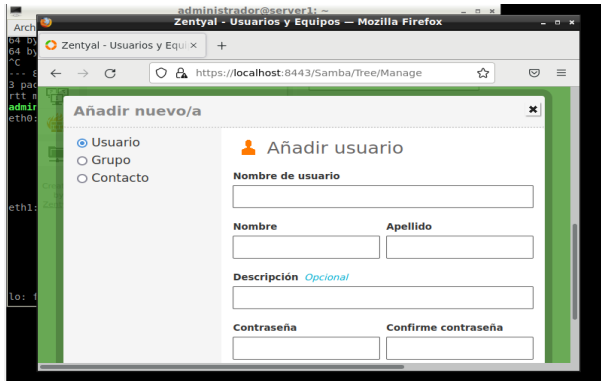 administrador@server1: ~
Arch
Zentyal - Usuarios y Equipos — Mozilla Firefox
64 by
64 by
^C
--- 8
3 pac
rtt m
admin
eth0:
eth1:
lo: f
Zentyal - Usuarios y Equi
https://localhost:8443/Samba/Tree/Manage
Añadir nuevo/a
Usuario
Grupo
Contacto
Añadir usuario
Nombre de usuario
Nombre Apellido
Descripción Opcional
Contraseña Confirme contraseña